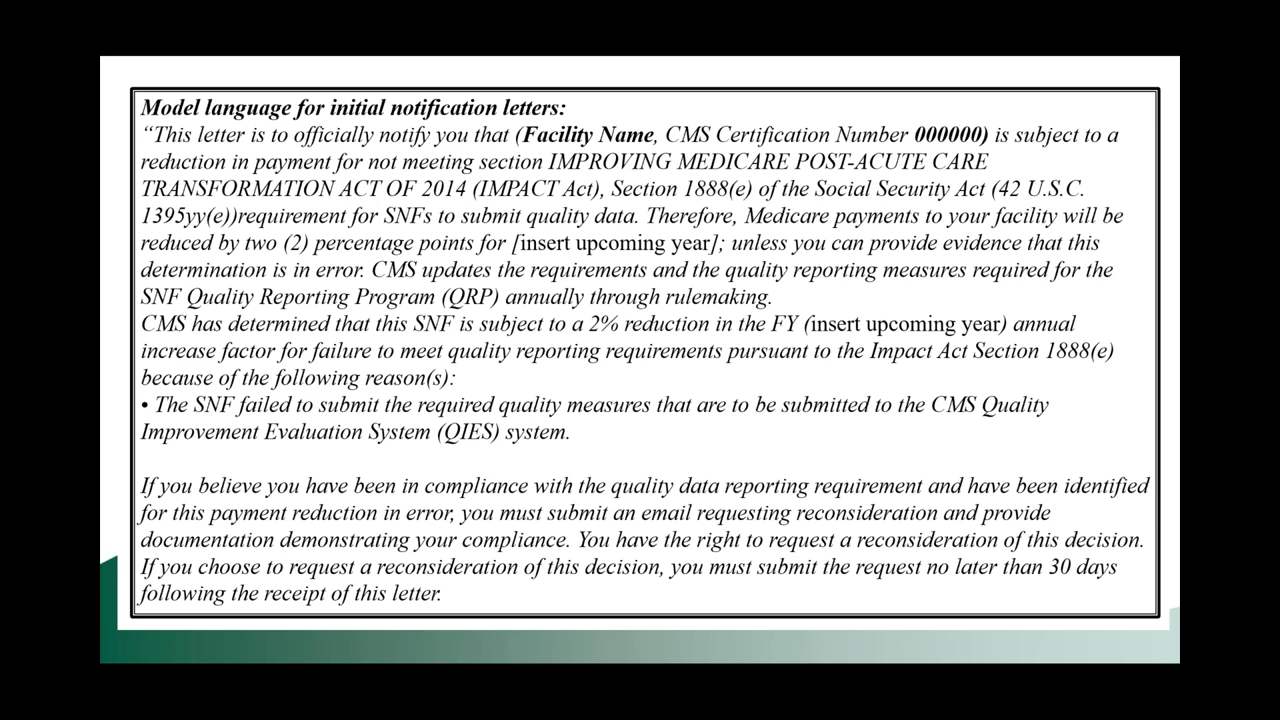 Model language for initial notification letters:
“This letter is to officially notify you that (Facility Name, CMS Certification Number 000000) is subject to a
reduction in payment for not meeting section IMPROVING MEDICARE POST-ACUTE CARE
TRANSFORMATION ACT OF 2014 (IMPACT Act), Section 1888(e) of the Social Security Act (42 U.S.C.
1395yy(e))requirement for SNFs to submit quality data. Therefore, Medicare payments to your facility will be
reduced by two (2) percentage points for [insert upcoming year]; unless you can provide evidence that this
determination is in error. CMS updates the requirements and the quality reporting measures required for the
SNF Quality Reporting Program (QRP) annually through rulemaking.
CMS has determined that this SNF is subject to a 2% reduction in the FY (insert upcoming year) annual
increase factor for failure to meet quality reporting requirements pursuant to the Impact Act Section 1888(e)
because of the following reason(s):
• The SNF failed to submit the required quality measures that are to be submitted to the CMS Quality
Improvement Evaluation System (QIES) system.
If you believe you have been in compliance with the quality data reporting requirement and have been identified
for this payment reduction in error, you must submit an email requesting reconsideration and provide
documentation demonstrating your compliance. You have the right to request a reconsideration of this decision.
If you choose to request a reconsideration of this decision, you must submit the request no later than 30 days
following the receipt of this letter.